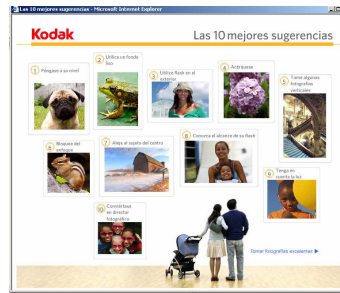 Las 10 mejores sugerencias - Microsoft Internet Explorer
Kodak
Las 10 mejores sugerencias
1 Póngase a su nivel
2 Utilice un fondo
liso
3 Utilice flash en el
exterior
4 Acérquese
5 Tome algunas
fotografías
verticales
6 Bloquee del
enfoque
7 Aleje al sujeto del centro
8 Conozca el alcance de su flash
9 Tenga en
cuenta la luz
10 Conviértase
en director
fotográfico
Tomar fotografías excelentes